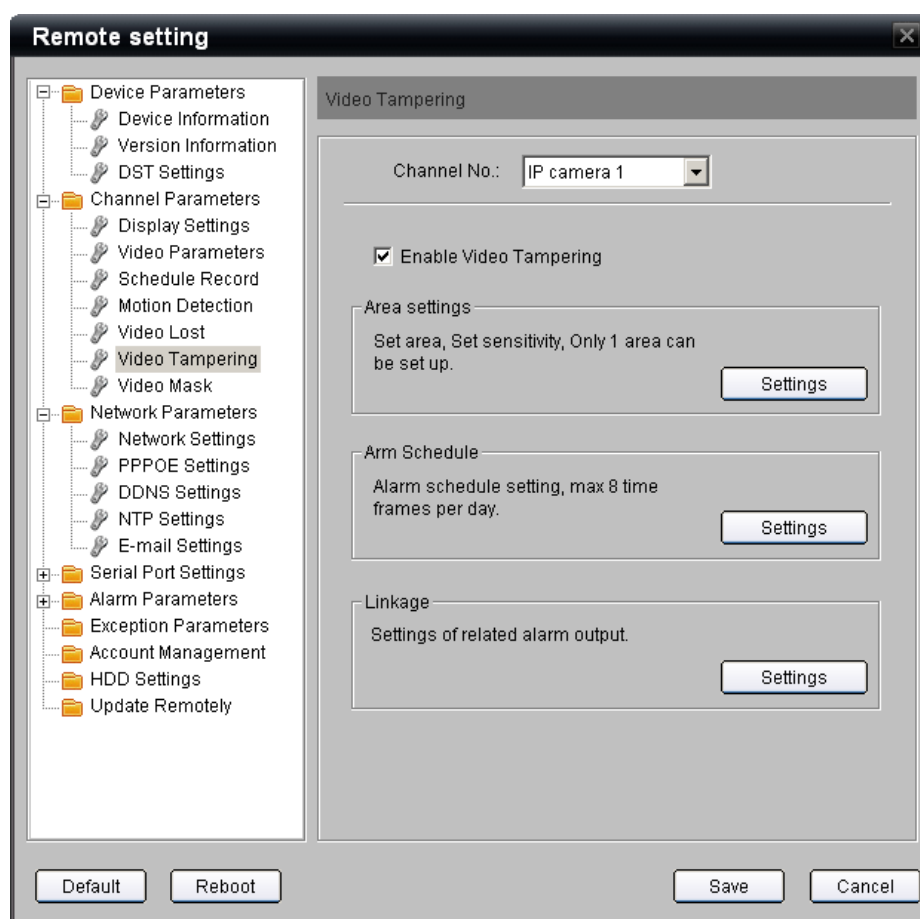 Remote setting
Device Parameters
Device Information
Version Information
DST Settings
Channel Parameters
Display Settings
Video Parameters
Schedule Record
Motion Detection
Video Lost
Video Tampering
Video Mask
Network Parameters
Network Settings
PPPOE Settings
DDNS Settings
NTP Settings
E-mail Settings
Serial Port Settings
Alarm Parameters
Exception Parameters
Account Management
HDD Settings
Update Remotely
Video Tampering
Channel No.: IP camera 1
Enable Video Tampering
Area settings
Set area, Set sensitivity, Only 1 area can
be set up.
Settings
Arm Schedule
Alarm schedule setting, max 8 time
frames per day.
Settings
Linkage
Settings of related alarm output.
Settings
Default Reboot Save Cancel